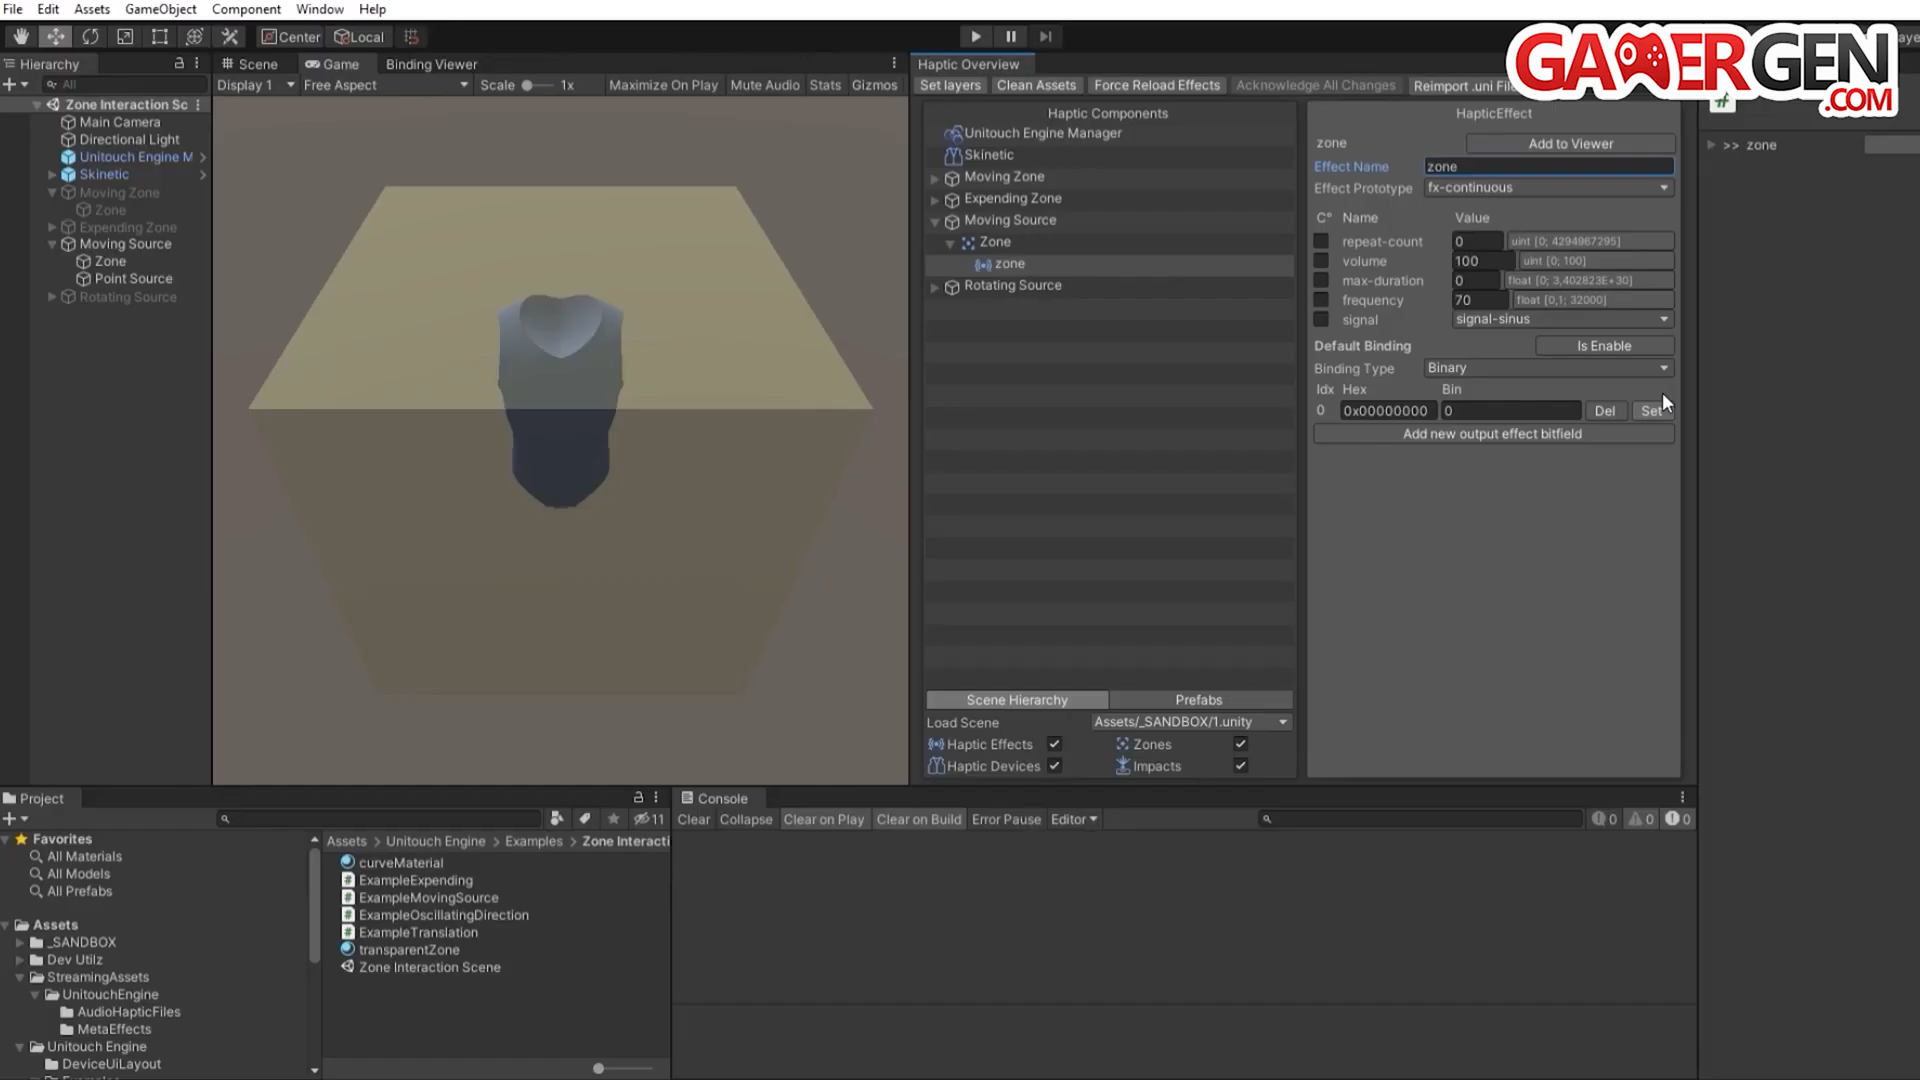 File Edit Assets GameObject Component Window Help
Center Local
GAMERGEN
.COM
Hierarchy
All
Zone Interaction Sc
Main Camera
Directional Light
Unitouch Engine M
Skinetic
Moving Zone
Zone
Expending Zone
Moving Source
Zone
Point Source
Rotating Source
Scene Game Binding Viewer
Display 1 Free Aspect Scale 1x Maximize On Play Mute Audio Stats Gizmos
Haptic Overview
Set layers Clean Assets Force Reload Effects Acknowledge All Changes Reimport .uni Fil
Haptic Components
Unitouch Engine Manager
Skinetic
Moving Zone
Expending Zone
Moving Source
Zone
zone
Rotating Source
Scene Hierarchy Prefabs
Load Scene Assets/_SANDBOX/1.unity
Haptic Effects Zones
Haptic Devices Impacts
HapticEffect
zone Add to Viewer
Effect Name zone
Effect Prototype fx-continuous
C° Name Value
repeat-count 0 uint [0; 4294967295]
volume 100 uint [0; 100]
max-duration 0 float [0; 3,402823E+30]
frequency 70 float [0,1; 32000]
signal signal-sinus
Default Binding Is Enable
Binding Type Binary
Idx Hex Bin
0 0x00000000 0 Del Set
Add new output effect bitfield
>> zone
Project
11
Favorites
All Materials
All Models
All Prefabs
Assets
_SANDBOX
Dev Utilz
StreamingAssets
UnitouchEngine
AudioHapticFiles
MetaEffects
Unitouch Engine
DeviceUiLayout
Assets > Unitouch Engine > Examples > Zone Interacti
curveMaterial
ExampleExpending
ExampleMovingSource
ExampleOscillatingDirection
ExampleTranslation
transparentZone
Zone Interaction Scene
Console
Clear Collapse Clear on Play Clear on Build Error Pause Editor
0 0 0